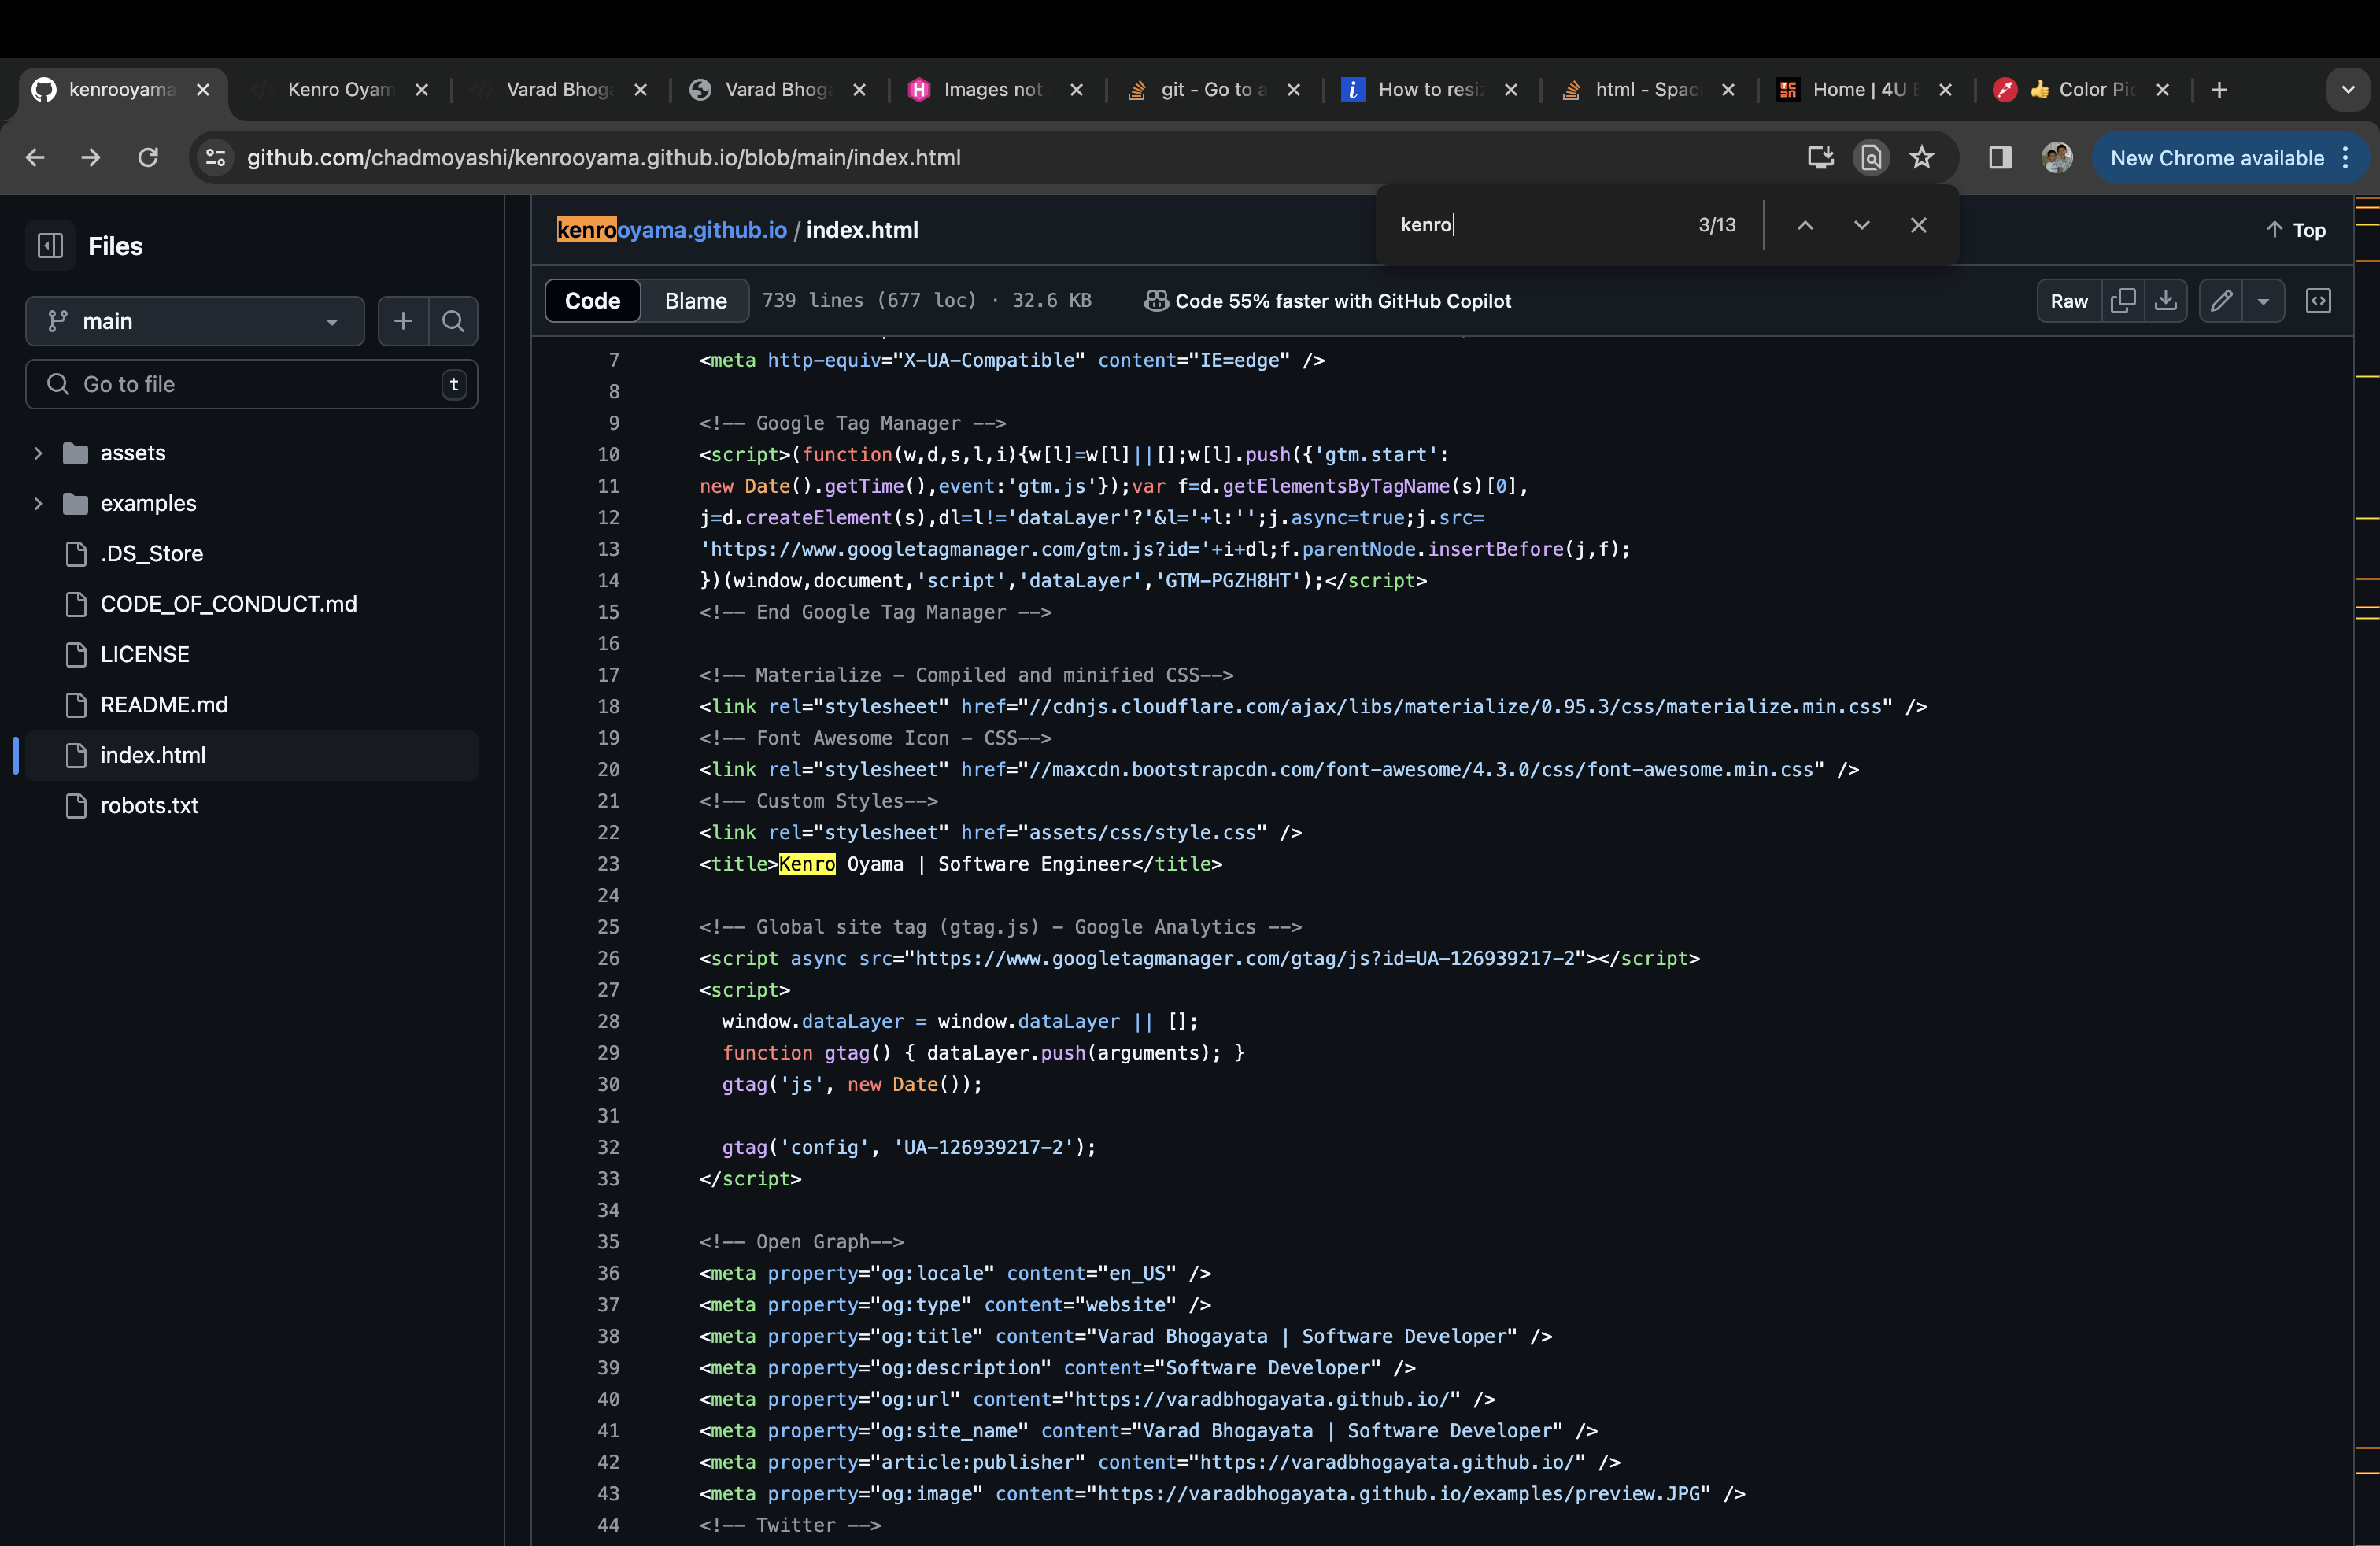 kenrooyama
Kenro Oyam
Varad Bhoga
Varad Bhoga
Images not
git - Go to a
How to resiz
html - Spac
Home | 4U B
👍 Color Pic
github.com/chadmoyashi/kenrooyama.github.io/blob/main/index.html
New Chrome available
kenro
3/13
Files
main
Go to file
t
assets
examples
.DS_Store
CODE_OF_CONDUCT.md
LICENSE
README.md
index.html
robots.txt
kenrooyama.github.io / index.html
Top
Code
Blame
739 lines (677 loc) · 32.6 KB
Code 55% faster with GitHub Copilot
Raw
7 <meta http-equiv="X-UA-Compatible" content="IE=edge" />
8
9 <!-- Google Tag Manager -->
10 <script>(function(w,d,s,l,i){w[l]=w[l]||[];w[l].push({'gtm.start':
11 new Date().getTime(),event:'gtm.js'});var f=d.getElementsByTagName(s)[0],
12 j=d.createElement(s),dl=l!='dataLayer'?'&l='+l:'';j.async=true;j.src=
13 'https://www.googletagmanager.com/gtm.js?id='+i+dl;f.parentNode.insertBefore(j,f);
14 })(window,document,'script','dataLayer','GTM-PGZH8HT');</script>
15 <!-- End Google Tag Manager -->
16
17 <!-- Materialize - Compiled and minified CSS-->
18 <link rel="stylesheet" href="//cdnjs.cloudflare.com/ajax/libs/materialize/0.95.3/css/materialize.min.css" />
19 <!-- Font Awesome Icon - CSS-->
20 <link rel="stylesheet" href="//maxcdn.bootstrapcdn.com/font-awesome/4.3.0/css/font-awesome.min.css" />
21 <!-- Custom Styles-->
22 <link rel="stylesheet" href="assets/css/style.css" />
23 <title>Kenro Oyama | Software Engineer</title>
24
25 <!-- Global site tag (gtag.js) - Google Analytics -->
26 <script async src="https://www.googletagmanager.com/gtag/js?id=UA-126939217-2"></script>
27 <script>
28 window.dataLayer = window.dataLayer || [];
29 function gtag() { dataLayer.push(arguments); }
30 gtag('js', new Date());
31
32 gtag('config', 'UA-126939217-2');
33 </script>
34
35 <!-- Open Graph-->
36 <meta property="og:locale" content="en_US" />
37 <meta property="og:type" content="website" />
38 <meta property="og:title" content="Varad Bhogayata | Software Developer" />
39 <meta property="og:description" content="Software Developer" />
40 <meta property="og:url" content="https://varadbhogayata.github.io/" />
41 <meta property="og:site_name" content="Varad Bhogayata | Software Developer" />
42 <meta property="article:publisher" content="https://varadbhogayata.github.io/" />
43 <meta property="og:image" content="https://varadbhogayata.github.io/examples/preview.JPG" />
44 <!-- Twitter -->